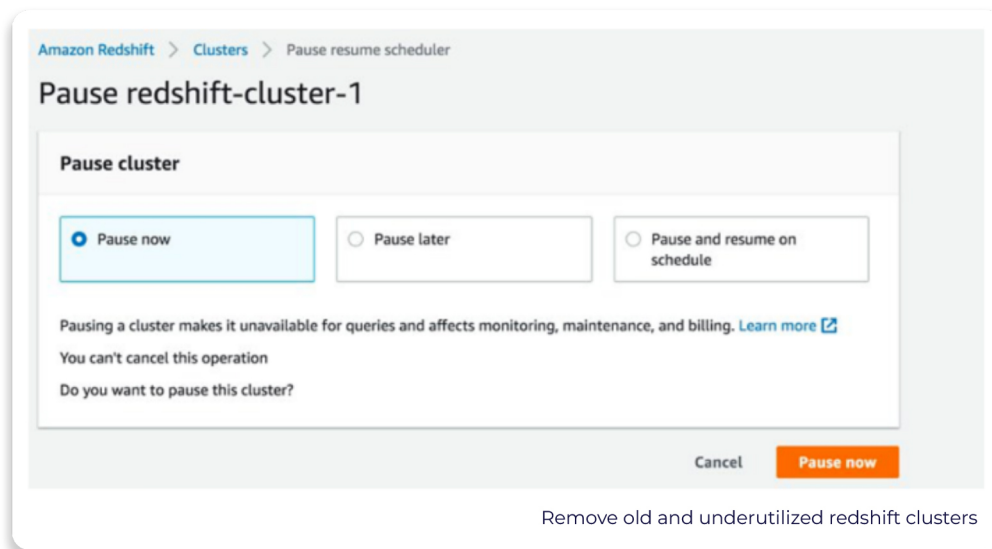 Amazon Redshift > Clusters > Pause resume scheduler
Pause redshift-cluster-1
Pause cluster
Pause now
Pause later
Pause and resume on
schedule
Pausing a cluster makes it unavailable for queries and affects monitoring, maintenance, and billing. Learn more
You can't cancel this operation
Do you want to pause this cluster?
Cancel
Pause now
Remove old and underutilized redshift clusters